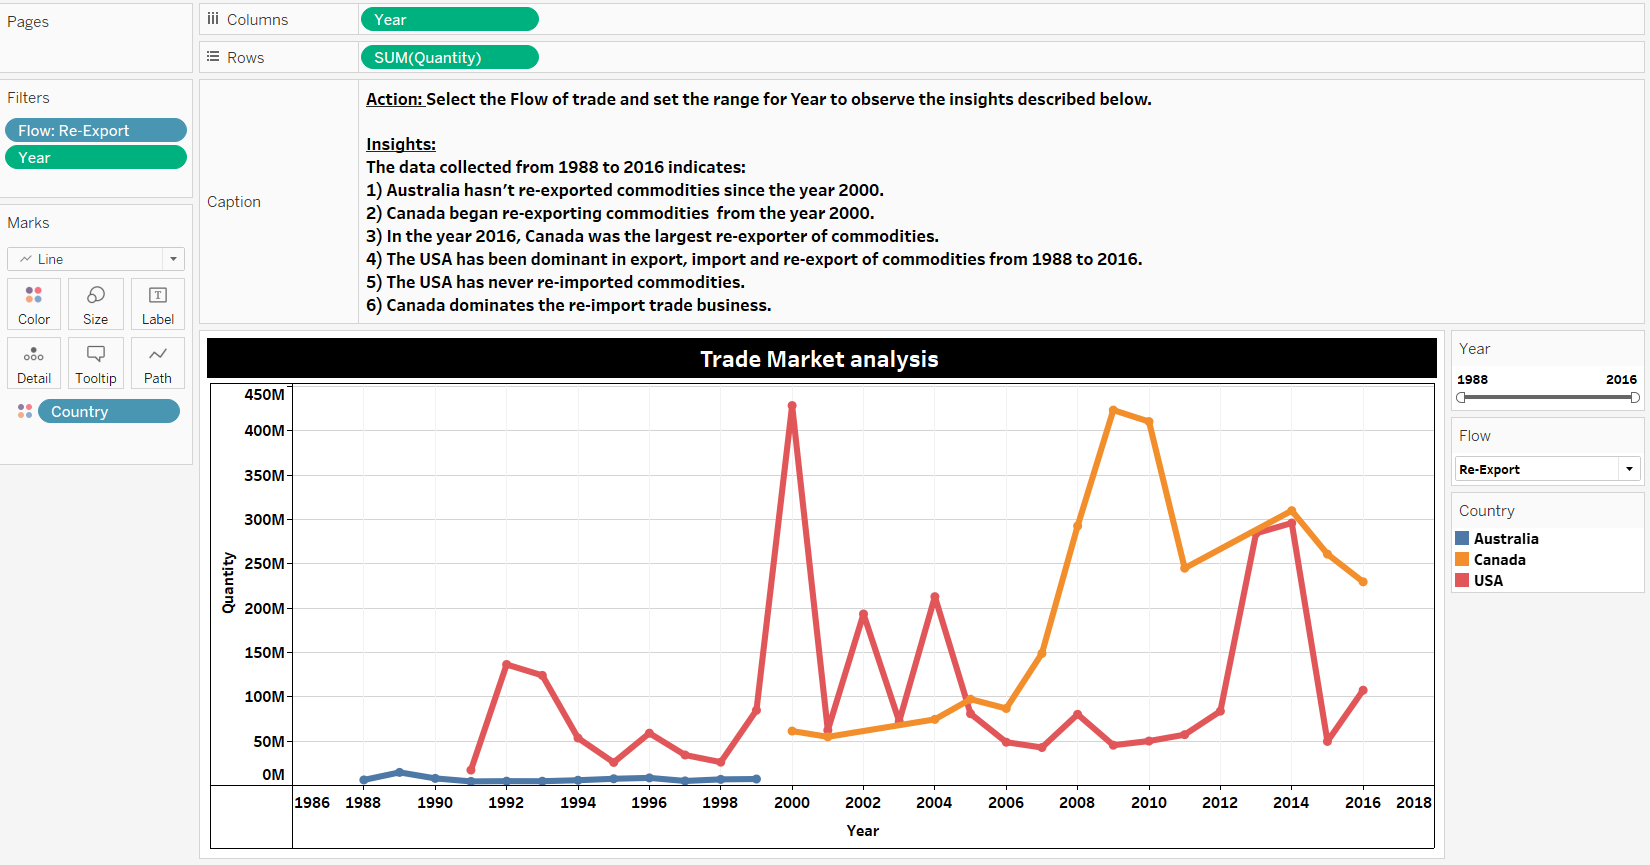 Pages
Columns
Year
Rows
SUM(Quantity)
Filters
Flow: Re-Export
Year
Marks
Line
Color
Size
Label
Detail
Tooltip
Path
Country
Caption
Action: Select the Flow of trade and set the range for Year to observe the insights described below.
Insights:
The data collected from 1988 to 2016 indicates:
1) Australia hasn't re-exported commodities since the year 2000.
2) Canada began re-exporting commodities  from the year 2000.
3) In the year 2016, Canada was the largest re-exporter of commodities.
4) The USA has been dominant in export, import and re-export of commodities from 1988 to 2016.
5) The USA has never re-imported commodities.
6) Canada dominates the re-import trade business.
Trade Market analysis
450M
400M
350M
300M
250M
200M
150M
100M
50M
0M
Quantity
1986 1988 1990 1992 1994 1996 1998 2000 2002 2004 2006 2008 2010 2012 2014 2016 2018
Year
Year
1988 2016
Flow
Re-Export
Country
Australia
Canada
USA